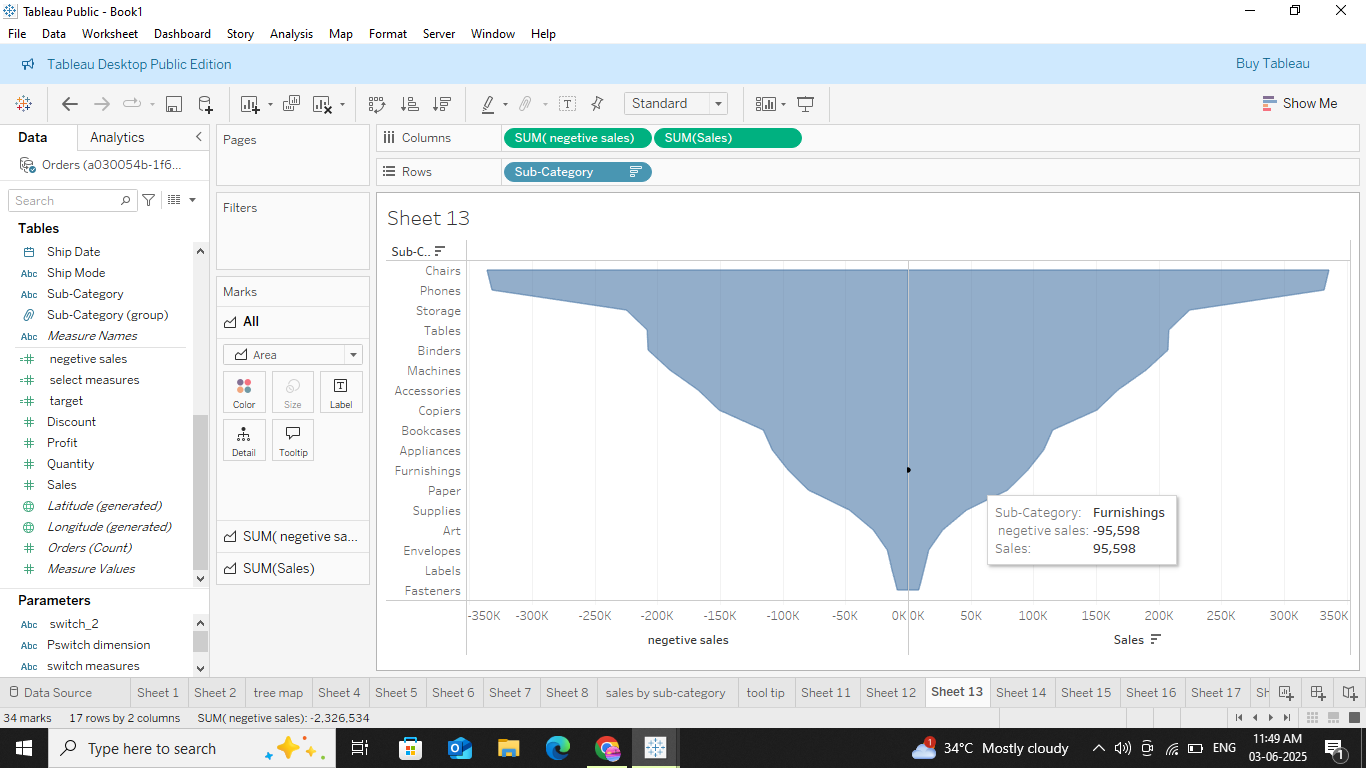 Tableau Public - Book1
File Data Worksheet Dashboard Story Analysis Map Format Server Window Help
Tableau Desktop Public Edition
Buy Tableau
Standard
Show Me
Data
Analytics
Orders (a030054b-1f6...
Search
Tables
Ship Date
Abc Ship Mode
Abc Sub-Category
Sub-Category (group)
Abc Measure Names
negetive sales
select measures
target
Discount
Profit
Quantity
Sales
Latitude (generated)
Longitude (generated)
Orders (Count)
Measure Values
Parameters
Abc switch_2
Abc Pswitch dimension
Abc switch measures
Pages
Filters
Marks
All
Area
Color
Size
Label
Detail
Tooltip
SUM( negetive sa...
SUM(Sales)
Columns
SUM( negetive sales)
SUM(Sales)
Rows
Sub-Category
Sheet 13
Sub-C..
Chairs
Phones
Storage
Tables
Binders
Machines
Accessories
Copiers
Bookcases
Appliances
Furnishings
Paper
Supplies
Art
Envelopes
Labels
Fasteners
Sub-Category: Furnishings
negetive sales: -95,598
Sales: 95,598
-350K -300K -250K -200K -150K -100K -50K 0K 0K 50K 100K 150K 200K 250K 300K 350K
negetive sales
Sales
Data Source
Sheet 1
Sheet 2
tree map
Sheet 4
Sheet 5
Sheet 6
Sheet 7
Sheet 8
sales by sub-category
tool tip
Sheet 11
Sheet 12
Sheet 13
Sheet 14
Sheet 15
Sheet 16
Sheet 17
Sh
34 marks
17 rows by 2 columns
SUM( negetive sales): -2,326,534
Type here to search
1
34°C Mostly cloudy
ENG
11:49 AM
03-06-2025
1